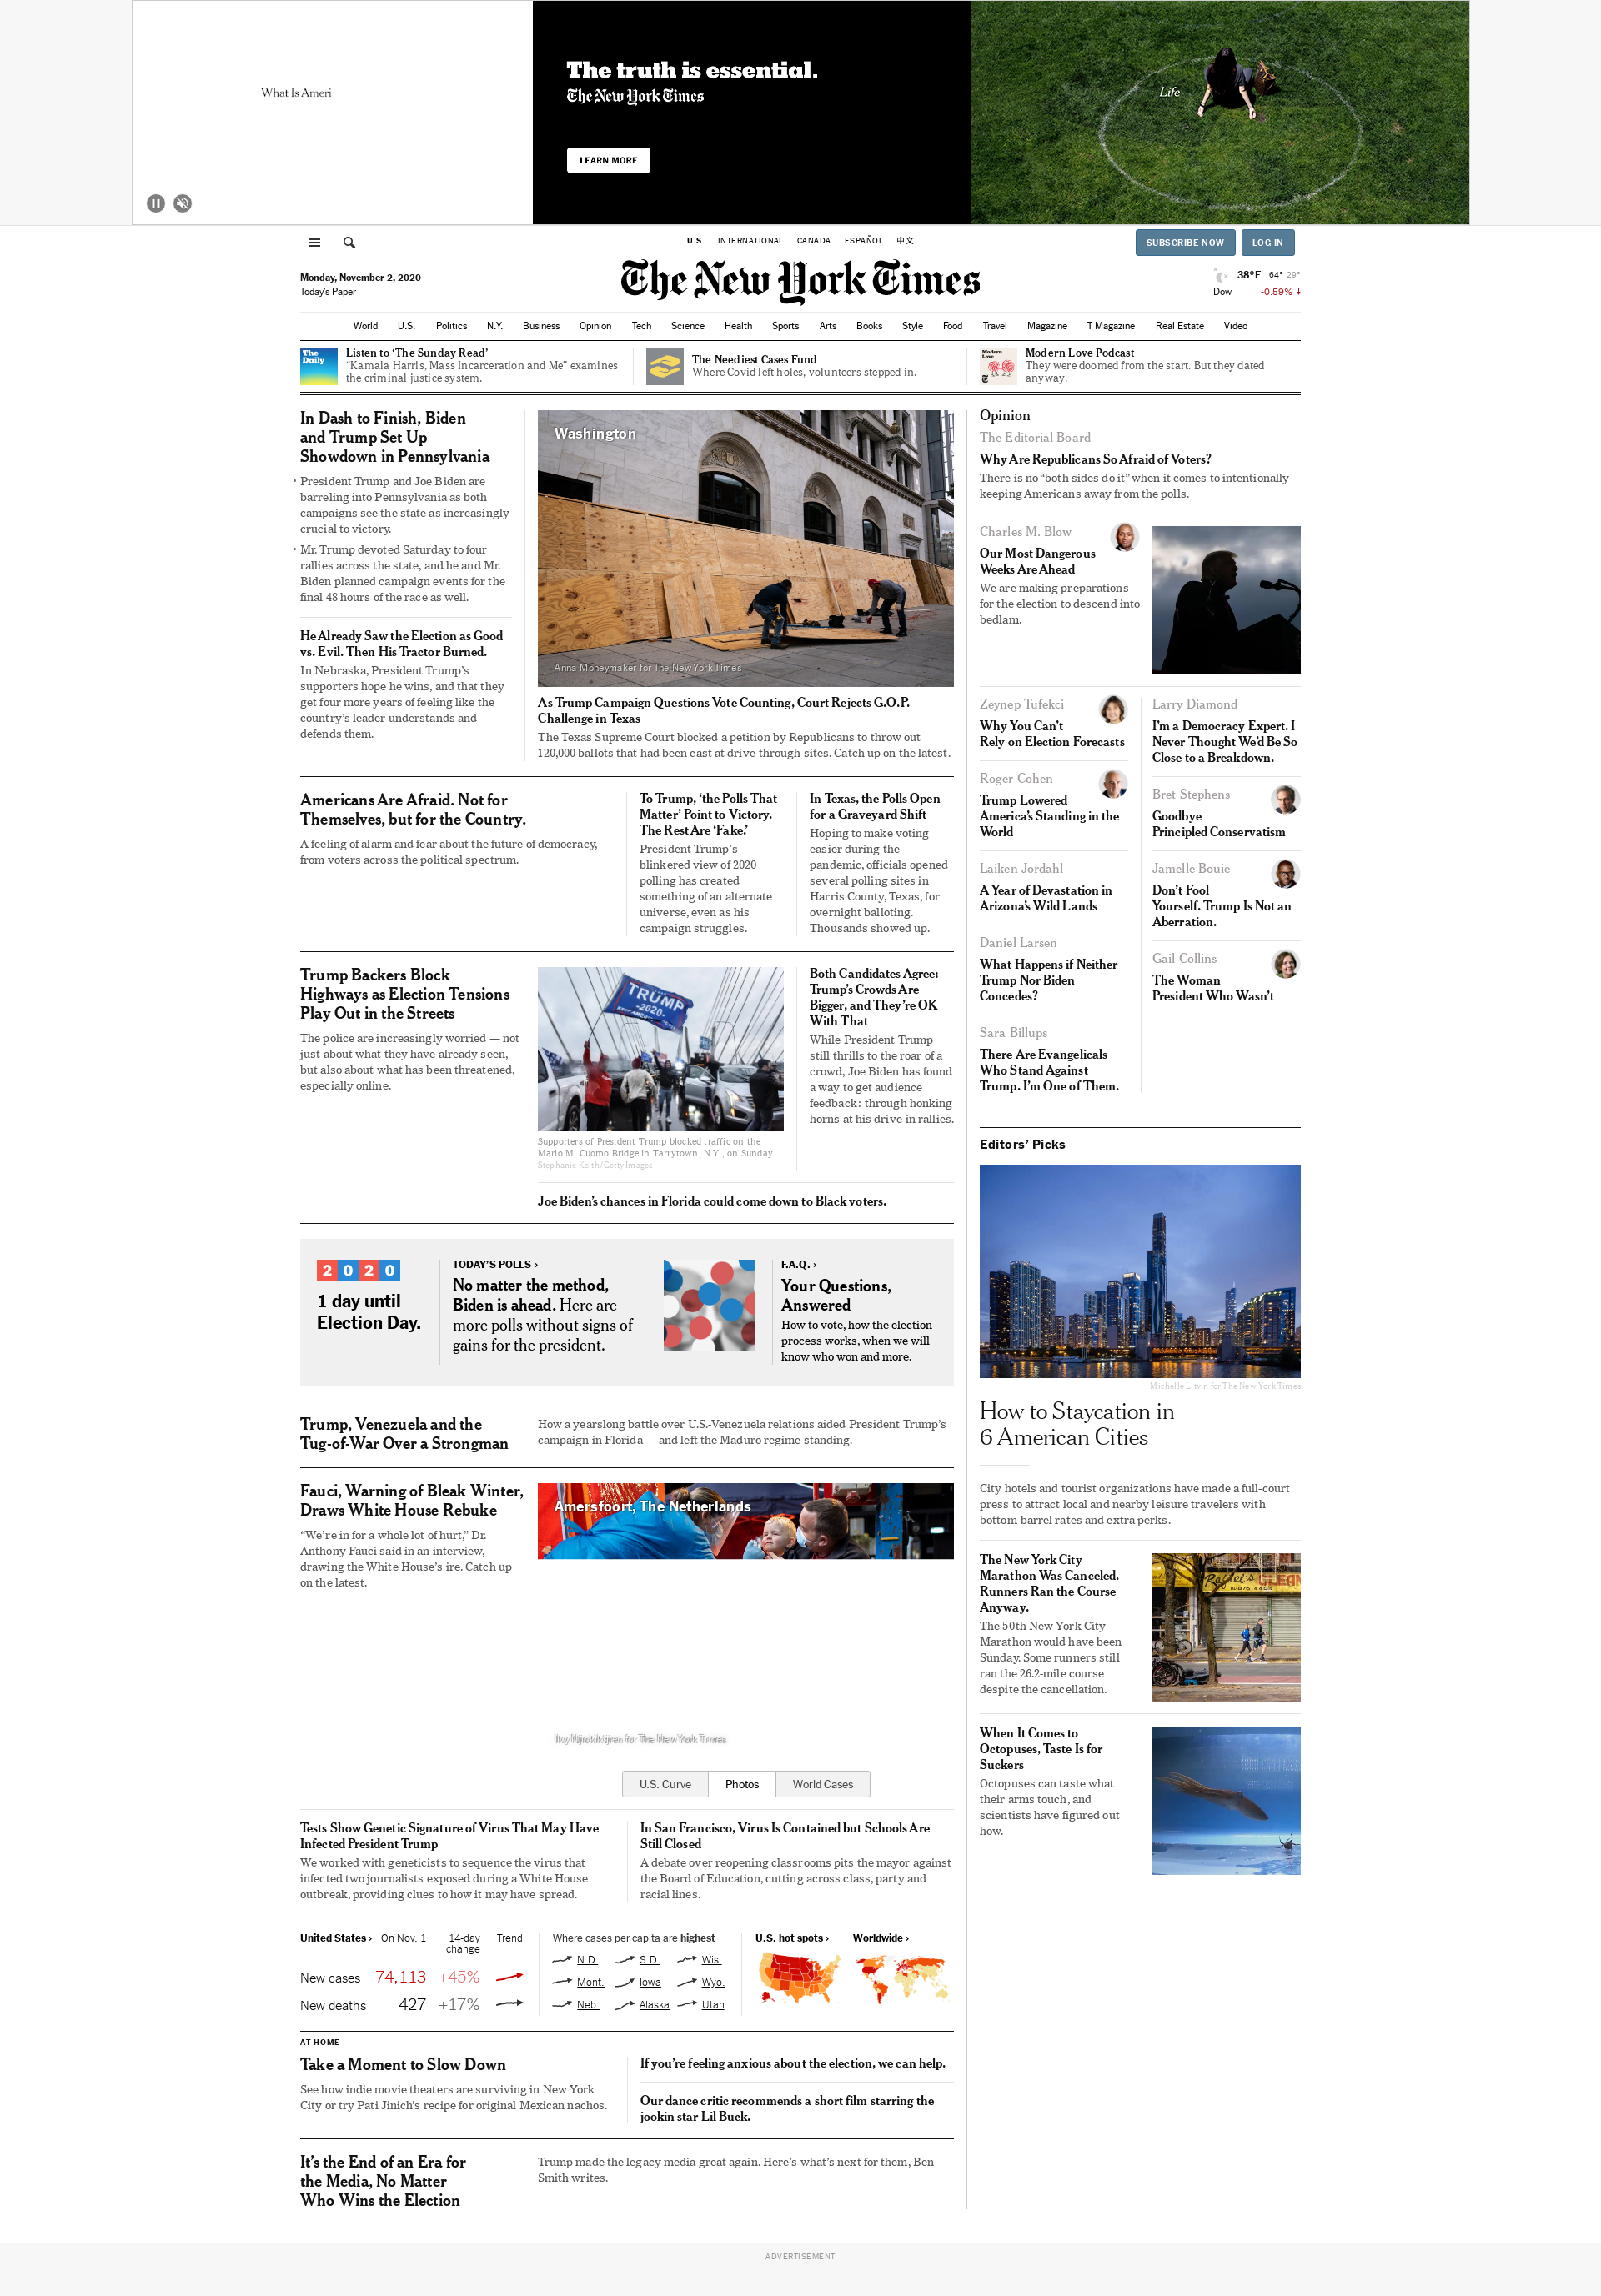 What Is Ameri
The truth is essential.
The New York Times
LEARN MORE
Life
U.S. INTERNATIONAL CANADA ESPAÑOL 中文
SUBSCRIBE NOW LOG IN
Monday, November 2, 2020
Today's Paper
The New York Times
38°F 64° 29°
Dow -0.59%
World U.S. Politics N.Y. Business Opinion Tech Science Health Sports Arts Books Style Food Travel Magazine T Magazine Real Estate Video
The
Daily
Listen to ‘The Sunday Read’
“Kamala Harris, Mass Incarceration and Me” examines
the criminal justice system.
The Neediest Cases Fund
Where Covid left holes, volunteers stepped in.
Modern
Love
Modern Love Podcast
They were doomed from the start. But they dated
anyway.
In Dash to Finish, Biden
and Trump Set Up
Showdown in Pennsylvania
• President Trump and Joe Biden are
barreling into Pennsylvania as both
campaigns see the state as increasingly
crucial to victory.
• Mr. Trump devoted Saturday to four
rallies across the state, and he and Mr.
Biden planned campaign events for the
final 48 hours of the race as well.
He Already Saw the Election as Good
vs. Evil. Then His Tractor Burned.
In Nebraska, President Trump’s
supporters hope he wins, and that they
get four more years of feeling like the
country’s leader understands and
defends them.
Washington
Anna Moneymaker for The New York Times
As Trump Campaign Questions Vote Counting, Court Rejects G.O.P.
Challenge in Texas
The Texas Supreme Court blocked a petition by Republicans to throw out
120,000 ballots that had been cast at drive-through sites. Catch up on the latest.
Americans Are Afraid. Not for
Themselves, but for the Country.
A feeling of alarm and fear about the future of democracy,
from voters across the political spectrum.
To Trump, ‘the Polls That
Matter’ Point to Victory.
The Rest Are ‘Fake.’
President Trump’s
blinkered view of 2020
polling has created
something of an alternate
universe, even as his
campaign struggles.
In Texas, the Polls Open
for a Graveyard Shift
Hoping to make voting
easier during the
pandemic, officials opened
several polling sites in
Harris County, Texas, for
overnight balloting.
Thousands showed up.
Trump Backers Block
Highways as Election Tensions
Play Out in the Streets
The police are increasingly worried — not
just about what they have already seen,
but also about what has been threatened,
especially online.
TRUMP
2020
Supporters of President Trump blocked traffic on the
Mario M. Cuomo Bridge in Tarrytown, N.Y., on Sunday.
Stephanie Keith/Getty Images
Both Candidates Agree:
Trump’s Crowds Are
Bigger, and They’re OK
With That
While President Trump
still thrills to the roar of a
crowd, Joe Biden has found
a way to get audience
feedback: through honking
horns at his drive-in rallies.
Joe Biden’s chances in Florida could come down to Black voters.
2020
1 day until
Election Day.
TODAY’S POLLS ›
No matter the method,
Biden is ahead. Here are
more polls without signs of
gains for the president.
F.A.Q. ›
Your Questions,
Answered
How to vote, how the election
process works, when we will
know who won and more.
Trump, Venezuela and the
Tug-of-War Over a Strongman
How a yearslong battle over U.S.-Venezuela relations aided President Trump’s
campaign in Florida — and left the Maduro regime standing.
Fauci, Warning of Bleak Winter,
Draws White House Rebuke
“We’re in for a whole lot of hurt,” Dr.
Anthony Fauci said in an interview,
drawing the White House’s ire. Catch up
on the latest.
Amersfoort, The Netherlands
for The New York Times
U.S. Curve Photos World Cases
Tests Show Genetic Signature of Virus That May Have
Infected President Trump
We worked with geneticists to sequence the virus that
infected two journalists exposed during a White House
outbreak, providing clues to how it may have spread.
In San Francisco, Virus Is Contained but Schools Are
Still Closed
A debate over reopening classrooms pits the mayor against
the Board of Education, cutting across class, party and
racial lines.
United States › On Nov. 1 14-day change Trend
New cases 74,113 +45%
New deaths 427 +17%
Where cases per capita are highest
N.D. S.D. Wis.
Mont. Iowa Wyo.
Neb. Alaska Utah
U.S. hot spots › Worldwide ›
AT HOME
Take a Moment to Slow Down
See how indie movie theaters are surviving in New York
City or try Pati Jinich’s recipe for original Mexican nachos.
If you’re feeling anxious about the election, we can help.
Our dance critic recommends a short film starring the
jookin star Lil Buck.
It’s the End of an Era for
the Media, No Matter
Who Wins the Election
Trump made the legacy media great again. Here’s what’s next for them, Ben
Smith writes.
Opinion
The Editorial Board
Why Are Republicans So Afraid of Voters?
There is no “both sides do it” when it comes to intentionally
keeping Americans away from the polls.
Charles M. Blow
Our Most Dangerous
Weeks Are Ahead
We are making preparations
for the election to descend into
bedlam.
Zeynep Tufekci
Why You Can’t
Rely on Election Forecasts
Roger Cohen
Trump Lowered
America’s Standing in the
World
Laiken Jordahl
A Year of Devastation in
Arizona’s Wild Lands
Daniel Larsen
What Happens if Neither
Trump Nor Biden
Concedes?
Sara Billups
There Are Evangelicals
Who Stand Against
Trump. I’m One of Them.
Larry Diamond
I’m a Democracy Expert. I
Never Thought We’d Be So
Close to a Breakdown.
Bret Stephens
Goodbye
Principled Conservatism
Jamelle Bouie
Don’t Fool
Yourself. Trump Is Not an
Aberration.
Gail Collins
The Woman
President Who Wasn’t
Editors’ Picks
Michelle Litvin for The New York Times
How to Staycation in
6 American Cities
City hotels and tourist organizations have made a full-court
press to attract local and nearby leisure travelers with
bottom-barrel rates and extra perks.
The New York City
Marathon Was Canceled.
Runners Ran the Course
Anyway.
The 50th New York City
Marathon would have been
Sunday. Some runners still
ran the 26.2-mile course
despite the cancellation.
When It Comes to
Octopuses, Taste Is for
Suckers
Octopuses can taste what
their arms touch, and
scientists have figured out
how.
ADVERTISEMENT